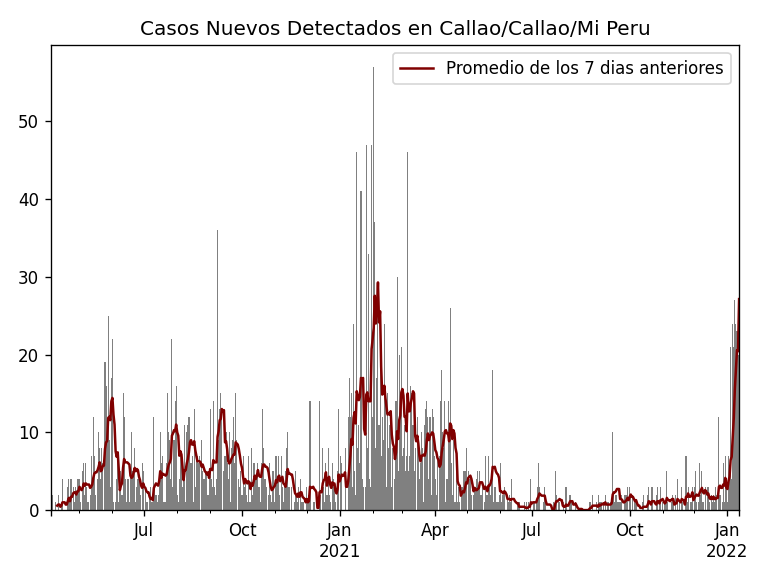 Casos Nuevos Detectados en Callao/Callao/Mi Peru
Promedio de los 7 dias anteriores
50
40
30
20
10
0
Jul
Oct
Jan
2021
Apr
Jul
Oct
Jan
2022